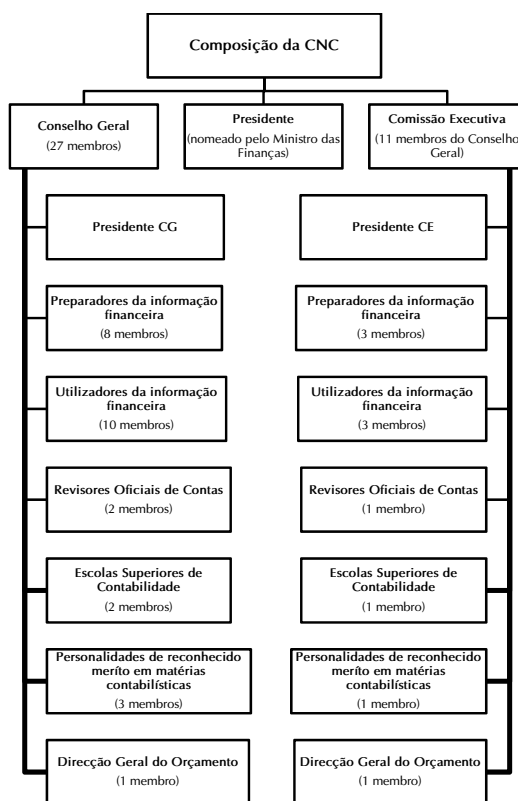 Composição da CNC
Conselho Geral
(27 membros)
Presidente
(nomeado pelo Ministro das
Finanças)
Comissão Executiva
(11 membros do Conselho
Geral)
Presidente CG
Preparadores da informação
financeira
(8 membros)
Utilizadores da informação
financeira
(10 membros)
Revisores Oficiais de Contas
(2 membros)
Escolas Superiores de
Contabilidade
(2 membros)
Personalidades de reconhecido
meríto em matérias
contabilísticas
(3 membros)
Direcção Geral do Orçamento
(1 membro)
Presidente CE
Preparadores da informação
financeira
(3 membros)
Utilizadores da informação
financeira
(3 membros)
Revisores Oficiais de Contas
(1 membro)
Escolas Superiores de
Contabilidade
(1 membro)
Personalidades de reconhecido
meríto em matérias
contabilísticas
(1 membro)
Direcção Geral do Orçamento
(1 membro)